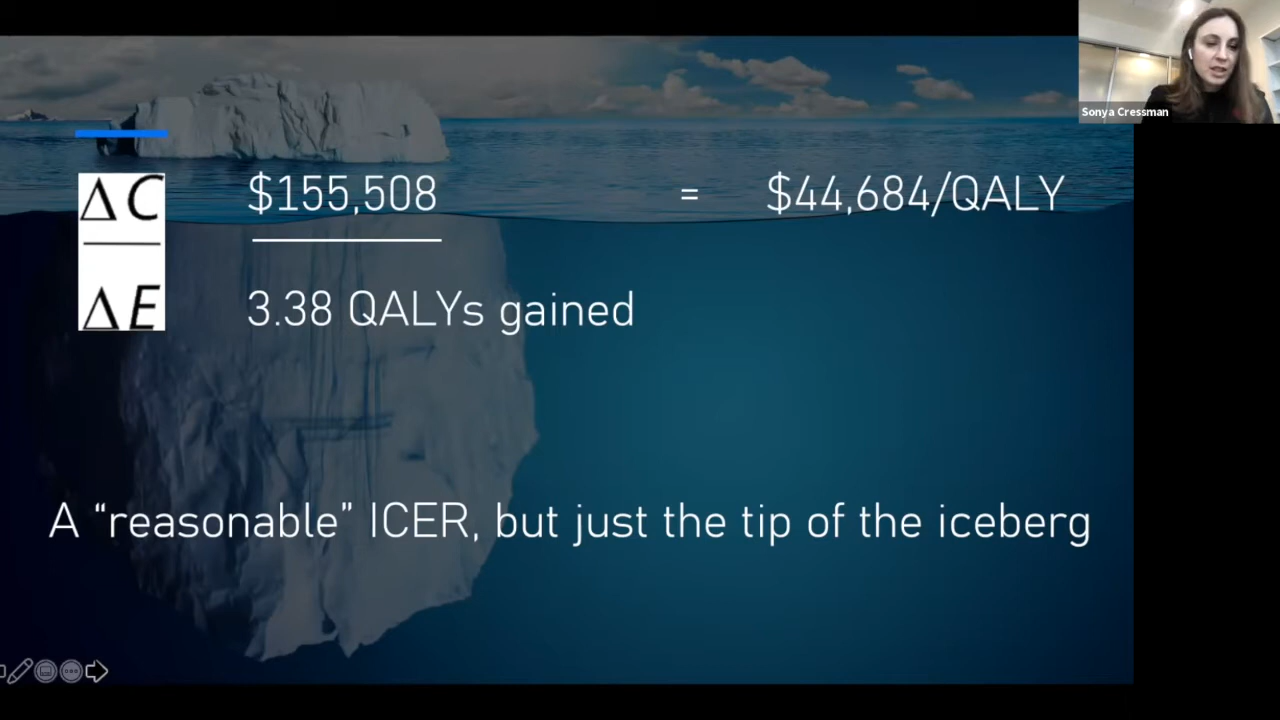 Sonya Cressman
ΔC $155,508 = $44,684/QALY
ΔE 3.38 QALYs gained
A “reasonable” ICER, but just the tip of the iceberg